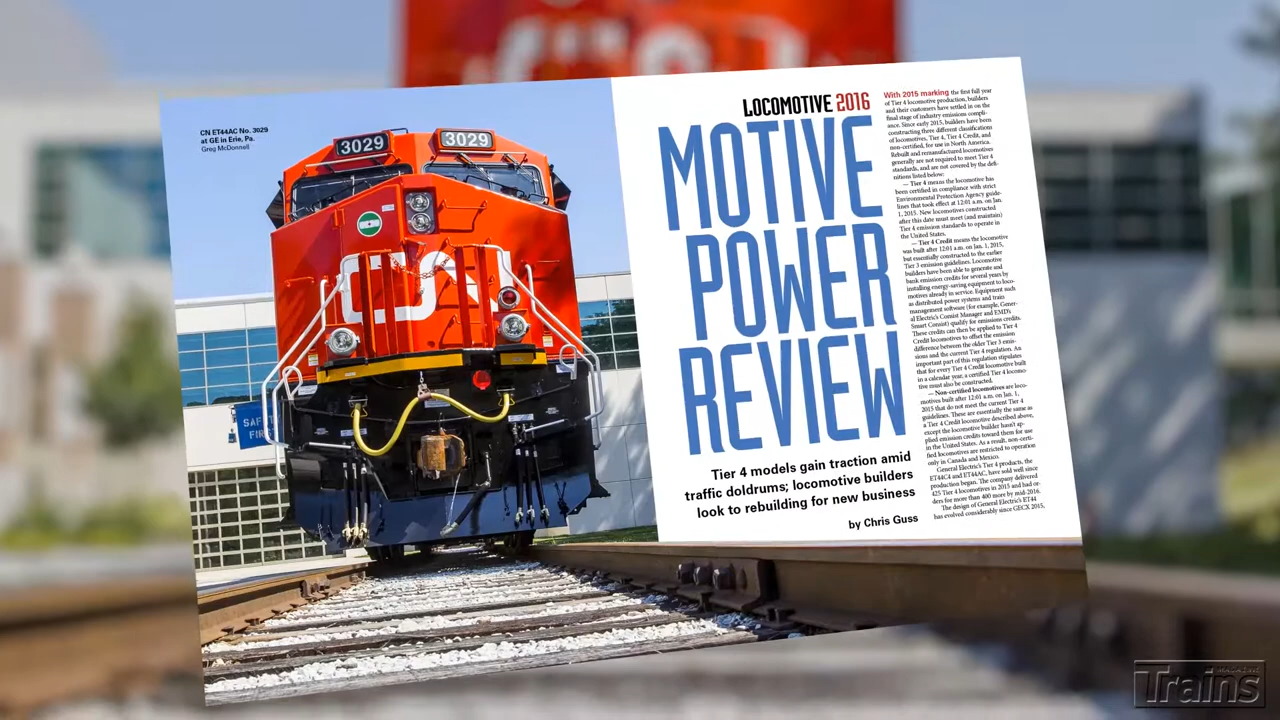 CN ET44AC No. 3029
at GE in Erie, Pa.
Greg McDonnell
3029
3029
CN
SAF
FIR
LOCOMOTIVE 2016
MOTIVE
POWER
REVIEW
Tier 4 models gain traction amid
traffic doldrums; locomotive builders
look to rebuilding for new business
by Chris Guss
With 2015 marking the first full year
of Tier 4 locomotive production, builders
and their customers have settled in on the
final stage of industry emissions compli-
ance. Since early 2015, builders have been
constructing three different classifications
of locomotives, Tier 4, Tier 4 Credit, and
non-certified, for use in North America.
Rebuilt and remanufactured locomotives
generally are not required to meet Tier 4
standards, and are not covered by the defi-
nitions listed below:
— Tier 4 means the locomotive has
been certified in compliance with strict
Environmental Protection Agency guide-
lines that took effect at 12:01 a.m. on Jan.
1, 2015. New locomotives constructed
after this date must meet (and maintain)
Tier 4 emission standards to operate in
the United States.
— Tier 4 Credit means the locomotive
was built after 12:01 a.m. on Jan. 1, 2015,
but essentially constructed to the earlier
Tier 3 emission guidelines. Locomotive
builders have been able to generate and
bank emission credits for several years by
installing energy-saving equipment to loco-
motives already in service. Equipment such
as distributed power systems and train
management software (for example, Gener-
al Electric's Consist Manager and EMD's
Smart Consist) qualify for emissions credits.
These credits can then be applied to Tier 4
Credit locomotives to offset the emission
difference between the older Tier 3 emis-
sions and the current Tier 4 regulation. An
important part of this regulation stipulates
that for every Tier 4 Credit locomotive built
in a calendar year, a certified Tier 4 locomo-
tive must also be constructed.
— Non-certified locomotives are loco-
motives built after 12:01 a.m. on Jan. 1,
2015 that do not meet the current Tier 4
guidelines. These are essentially the same as
a Tier 4 Credit locomotive described above,
except the locomotive builder hasn't ap-
plied emission credits toward them for use
in the United States. As a result, non-certi-
fied locomotives are restricted to operation
only in Canada and Mexico.
General Electric's Tier 4 products, the
ET44C4 and ET44AC, have sold well since
production began. The company delivered
425 Tier 4 locomotives in 2015 and had or-
ders for more than 400 more by mid-2016.
The design of General Electric's ET44
has evolved considerably since GECX 2015,
Trains
MAGAZINE